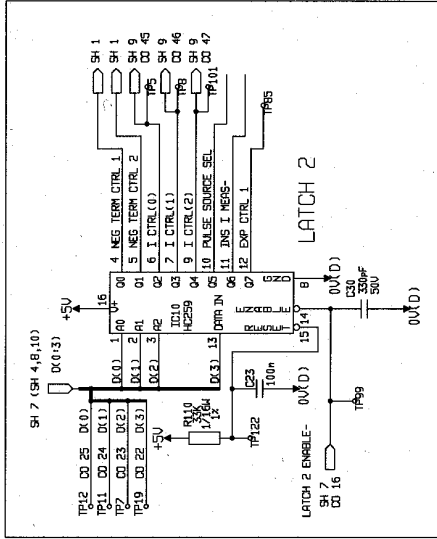 SH 7 (SH 4,8,10)
D(0:3)
TP12 CO 25 D(0)
TP11 CO 24 D(1)
TP7 CO 23 D(2)
TP19 CO 22 D(3)
+5V
R110
33K
1/16W
1%
TP122
C23
100n
0V(D)
LATCH 2 ENABLE-
SH 7
CO 16
TP99
+5V
16
V+
D(0) 1 A0
D(1) 2 A1
D(2) 3 A2
D(3) 13 DATA IN
IC10
HC259
RESET
15
ENABLE
14
GND
8
0V(D)
C30
330pF
50V
0V(D)
Q0 4 NEG TERM CTRL 1
Q1 5 NEG TERM CTRL 2
Q2 6 I CTRL(0)
Q3 7 I CTRL(1)
Q4 9 I CTRL(2)
Q5 10 PULSE SOURCE SEL
Q6 11 INS I MEAS-
Q7 12 EXP CTRL 1
SH 1
SH 1
SH 9
CO 45
TP5
SH 9
CO 46
TP8
SH 9
CO 47
TP101
TP85
LATCH 2